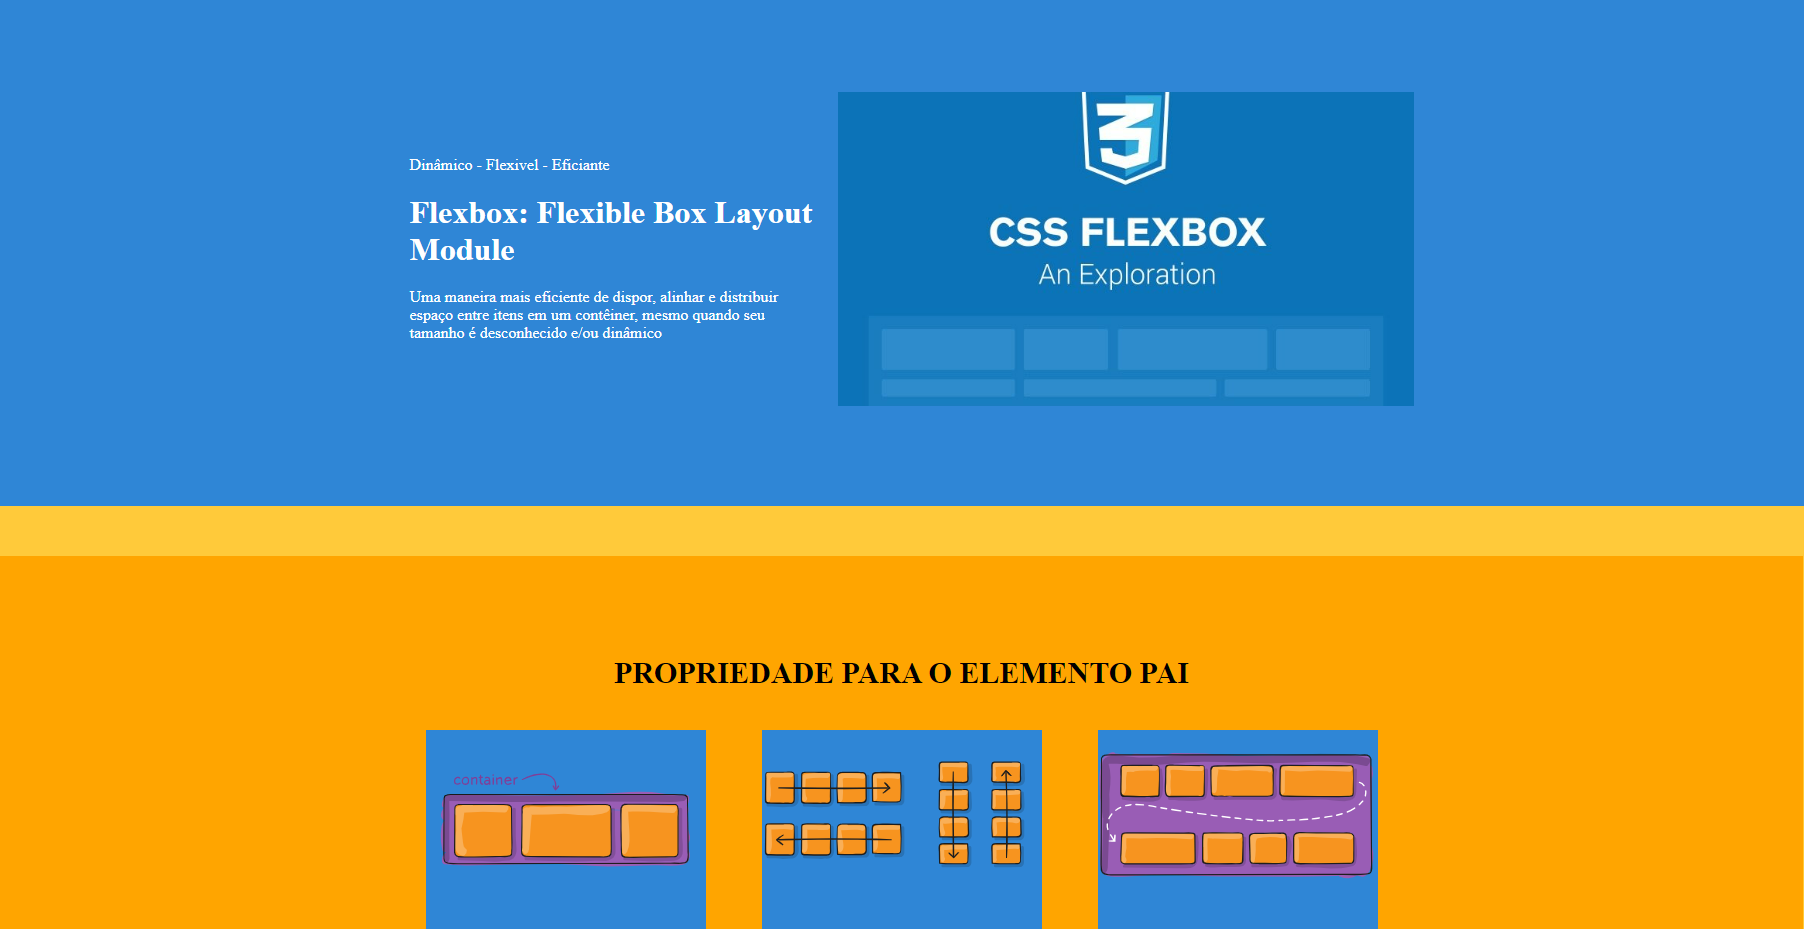 Dinâmico - Flexivel - Eficiante
Flexbox: Flexible Box Layout
Module
Uma maneira mais eficiente de dispor, alinhar e distribuir
espaço entre itens em um contêiner, mesmo quando seu
tamanho é desconhecido e/ou dinâmico
3
CSS FLEXBOX
An Exploration
PROPRIEDADE PARA O ELEMENTO PAI
container